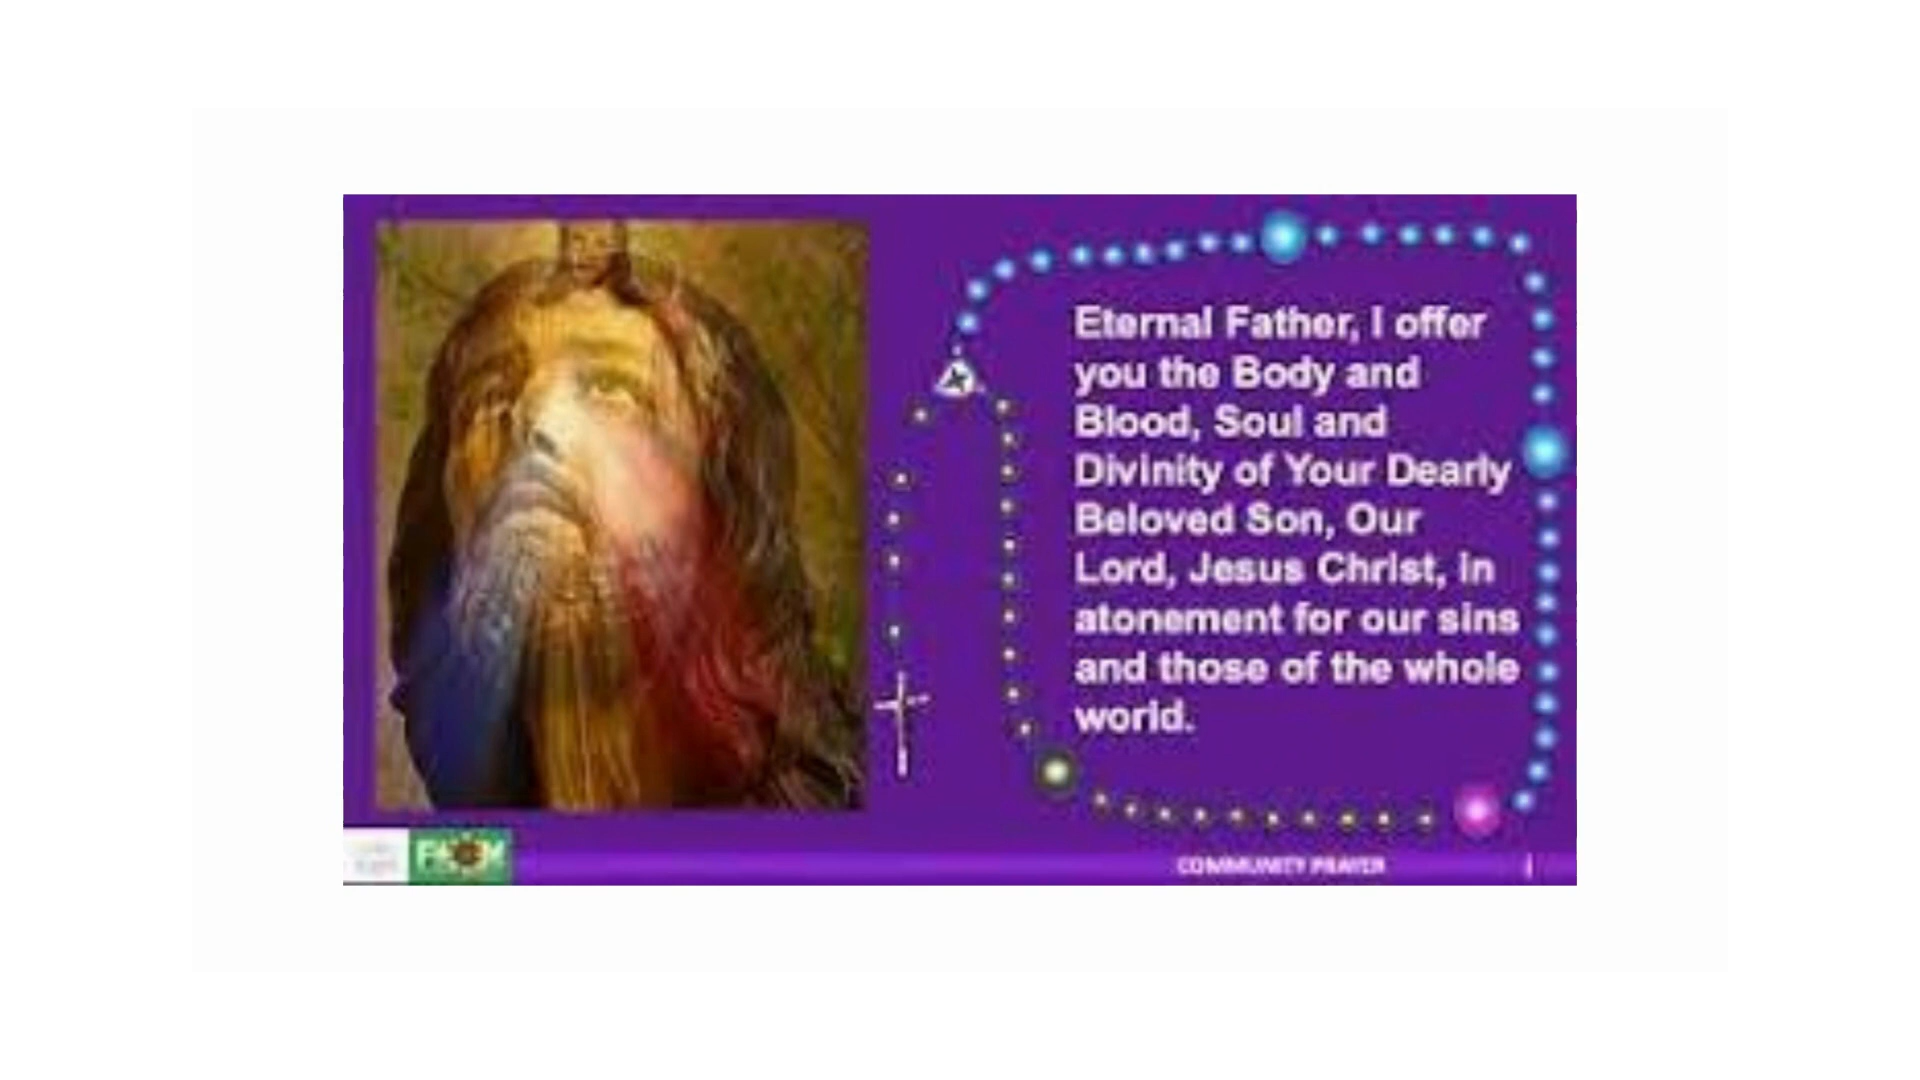 Eternal Father, I offer
you the Body and
Blood, Soul and
Divinity of Your Dearly
Beloved Son, Our
Lord, Jesus Christ, in
atonement for our sins
and those of the whole
world.
COMMUNITY PRAYER